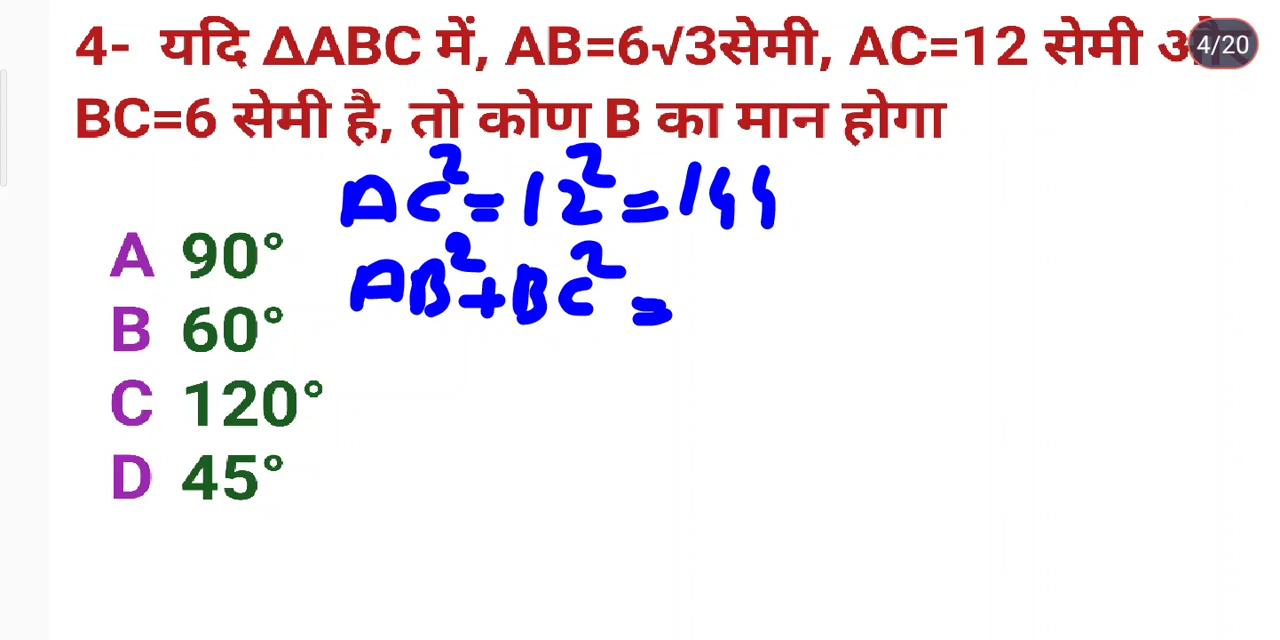 4- यदि ΔABC में, AB=6√3सेमी, AC=12 सेमी
4/20
BC=6 सेमी है, तो कोण B का मान होगा
AC²=12²=144
A 90°
AB²+BC²=
B 60°
C 120°
D 45°